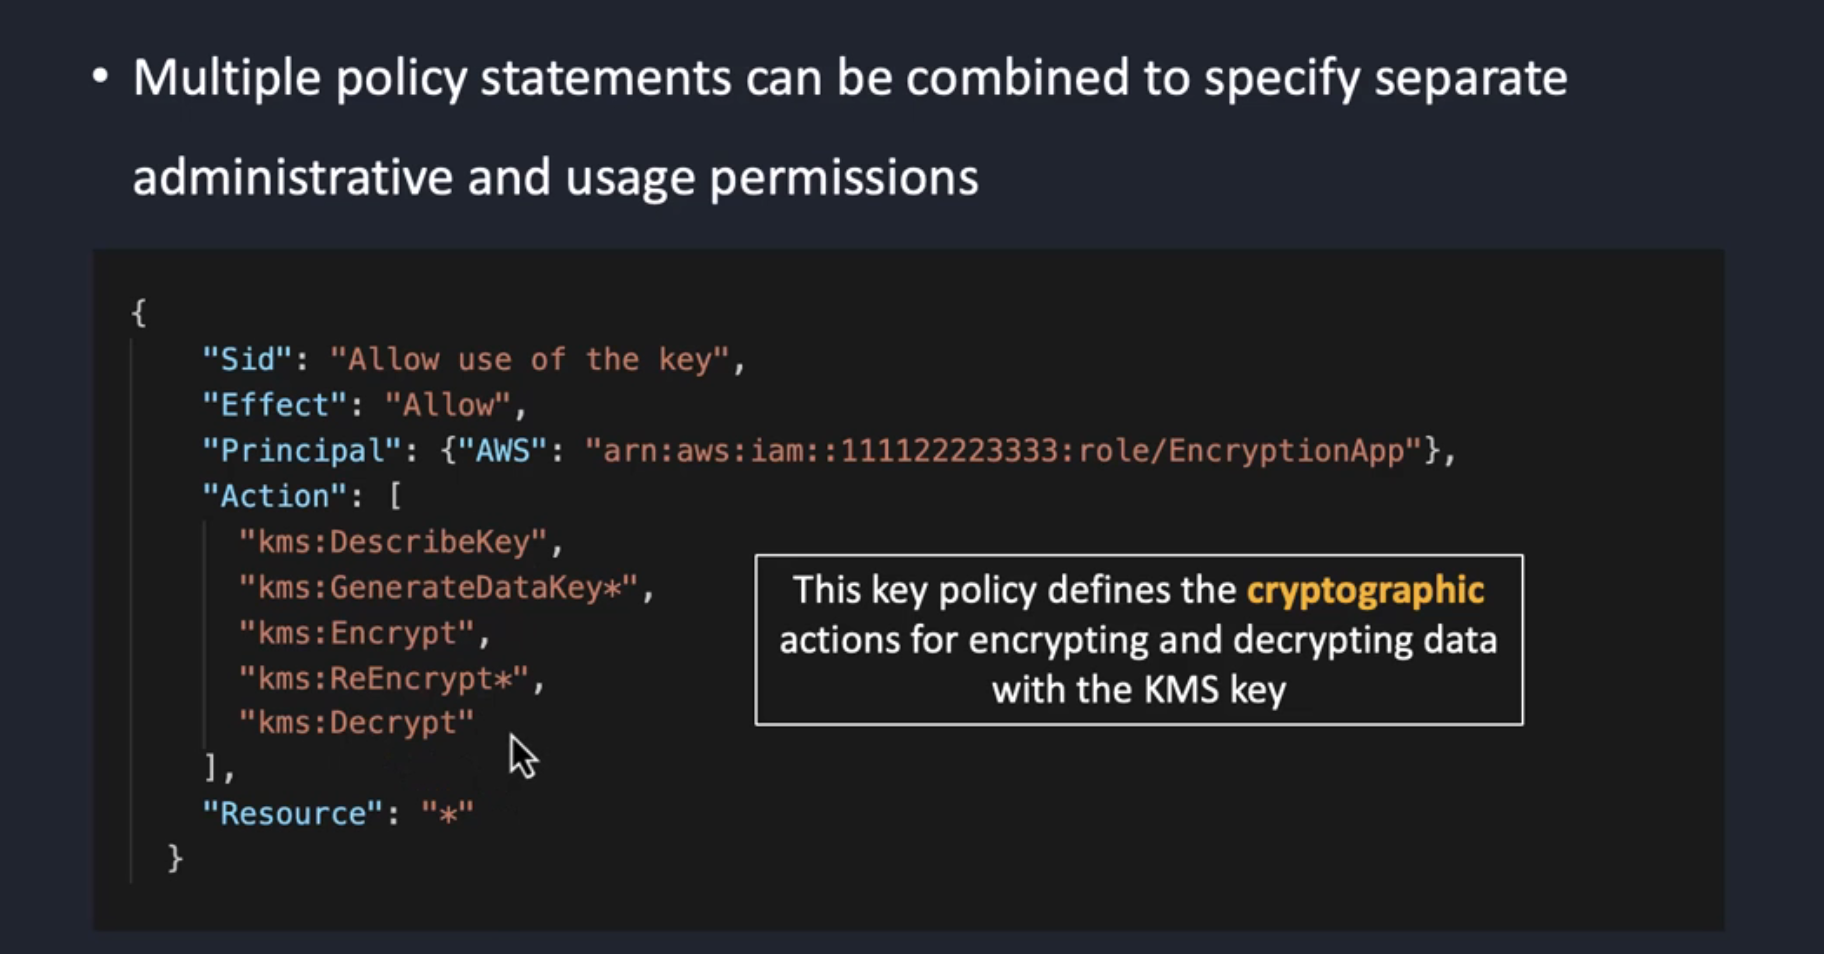 • Multiple policy statements can be combined to specify separate
administrative and usage permissions
{
"Sid": "Allow use of the key",
"Effect": "Allow",
"Principal": {"AWS": "arn:aws:iam::111122223333:role/EncryptionApp"},
"Action": [
"kms:DescribeKey",
"kms:GenerateDataKey*",
"kms:Encrypt",
"kms:ReEncrypt*",
"kms:Decrypt"
],
"Resource": "*"
}
This key policy defines the cryptographic
actions for encrypting and decrypting data
with the KMS key